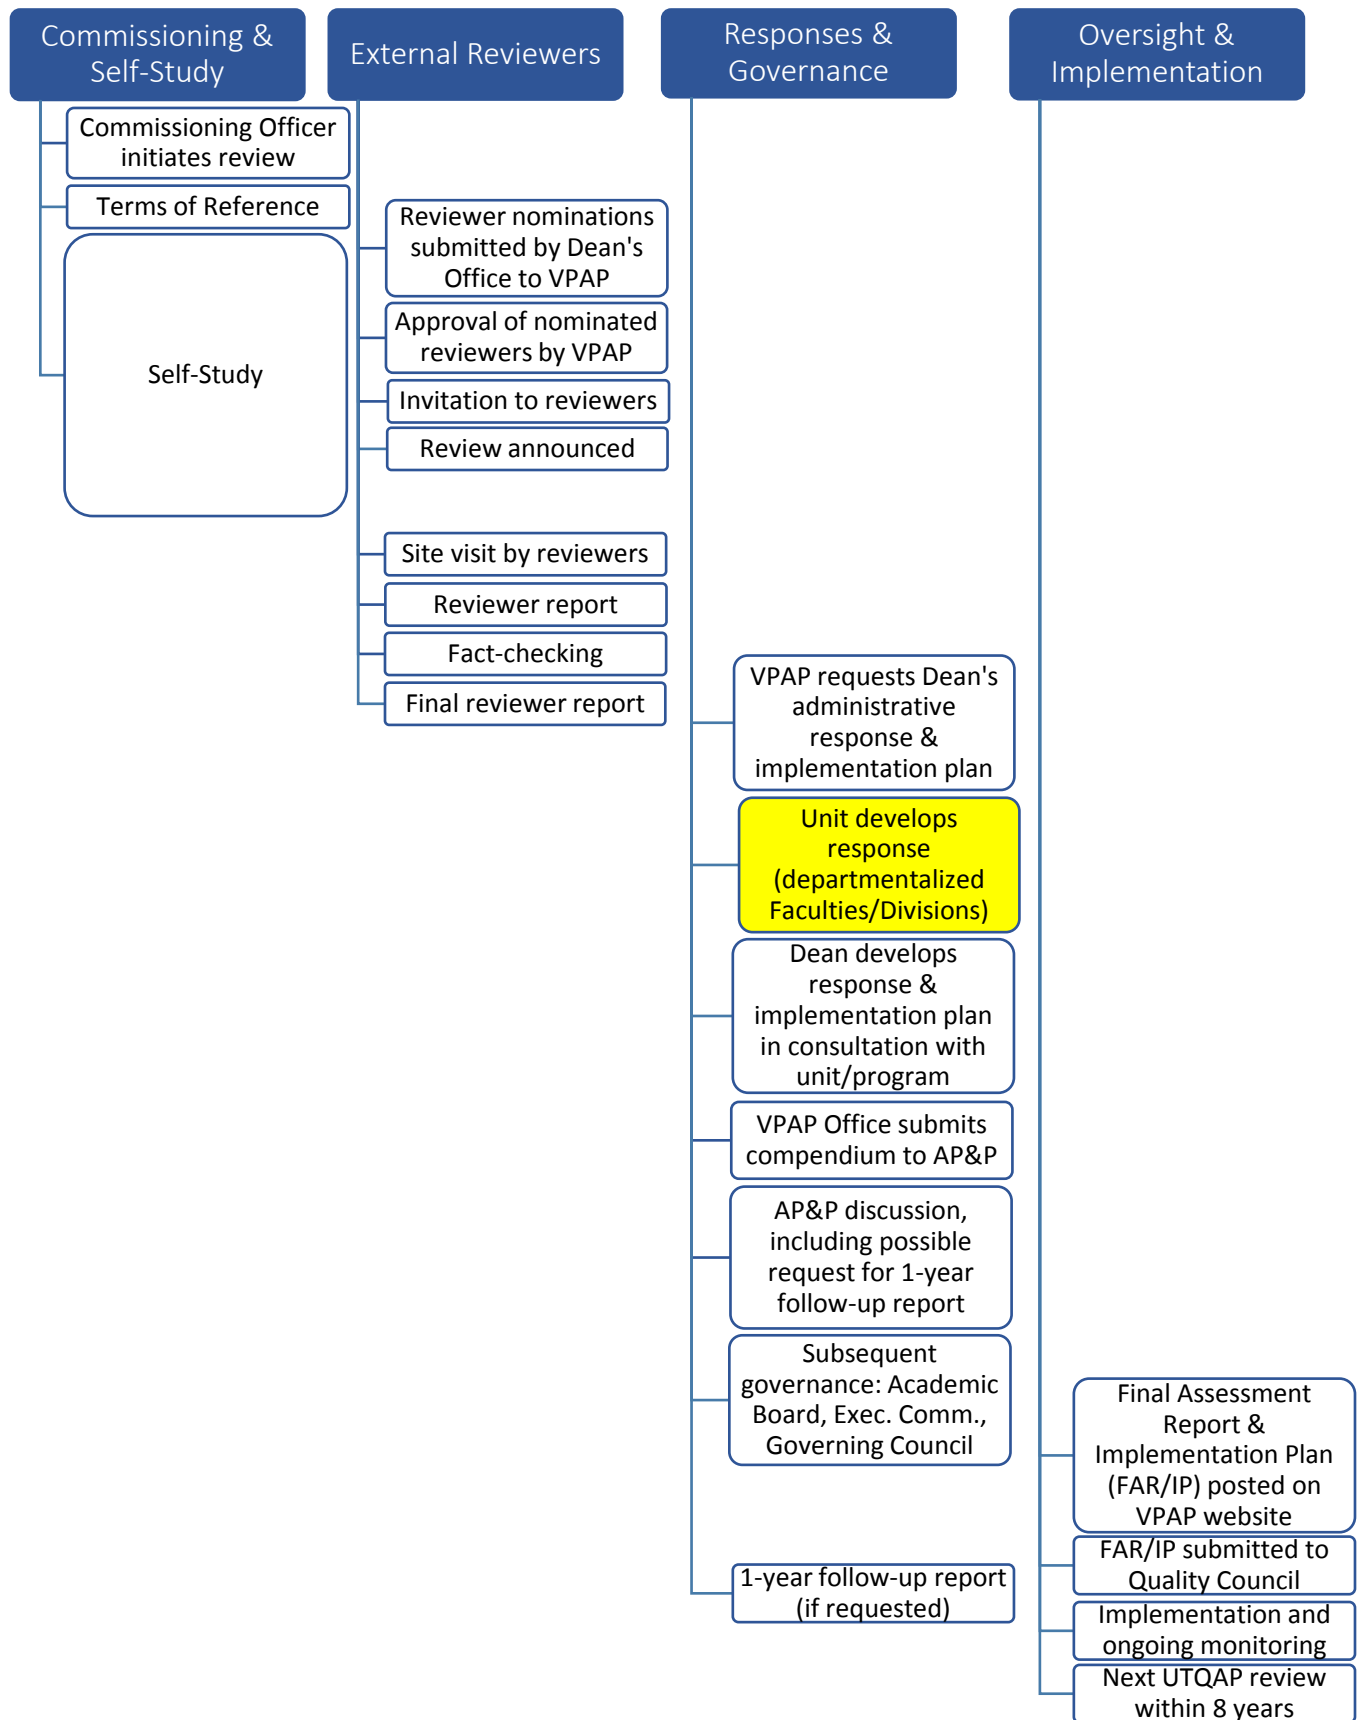 Commissioning &
Self-Study
Commissioning Officer
initiates review
Terms of Reference
Self-Study
External Reviewers
Reviewer nominations
submitted by Dean's
Office to VPAP
Approval of nominated
reviewers by VPAP
Invitation to reviewers
Review announced
Site visit by reviewers
Reviewer report
Fact-checking
Final reviewer report
Responses &
Governance
VPAP requests Dean's
administrative
response &
implementation plan
Unit develops
response
(departmentalized
Faculties/Divisions)
Dean develops
response &
implementation plan
in consultation with
unit/program
VPAP Office submits
compendium to AP&P
AP&P discussion,
including possible
request for 1-year
follow-up report
Subsequent
governance: Academic
Board, Exec. Comm.,
Governing Council
1-year follow-up report
(if requested)
Oversight &
Implementation
Final Assessment
Report &
Implementation Plan
(FAR/IP) posted on
VPAP website
FAR/IP submitted to
Quality Council
Implementation and
ongoing monitoring
Next UTQAP review
within 8 years